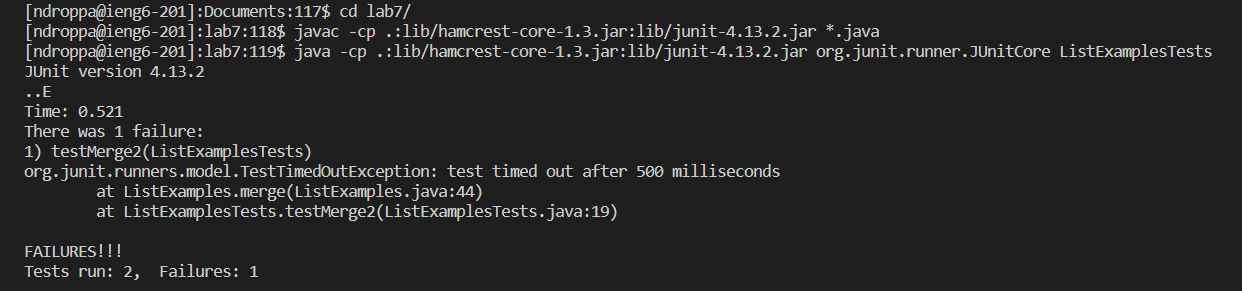 [ndroppa@ieng6-201]:Documents:117$ cd lab7/
[ndroppa@ieng6-201]:lab7:118$ javac -cp .:lib/hamcrest-core-1.3.jar:lib/junit-4.13.2.jar *.java
[ndroppa@ieng6-201]:lab7:119$ java -cp .:lib/hamcrest-core-1.3.jar:lib/junit-4.13.2.jar org.junit.runner.JUnitCore ListExamplesTests
JUnit version 4.13.2
..E
Time: 0.521
There was 1 failure:
1) testMerge2(ListExamplesTests)
org.junit.runners.model.TestTimedOutException: test timed out after 500 milliseconds
        at ListExamples.merge(ListExamples.java:44)
        at ListExamplesTests.testMerge2(ListExamplesTests.java:19)
FAILURES!!!
Tests run: 2,  Failures: 1